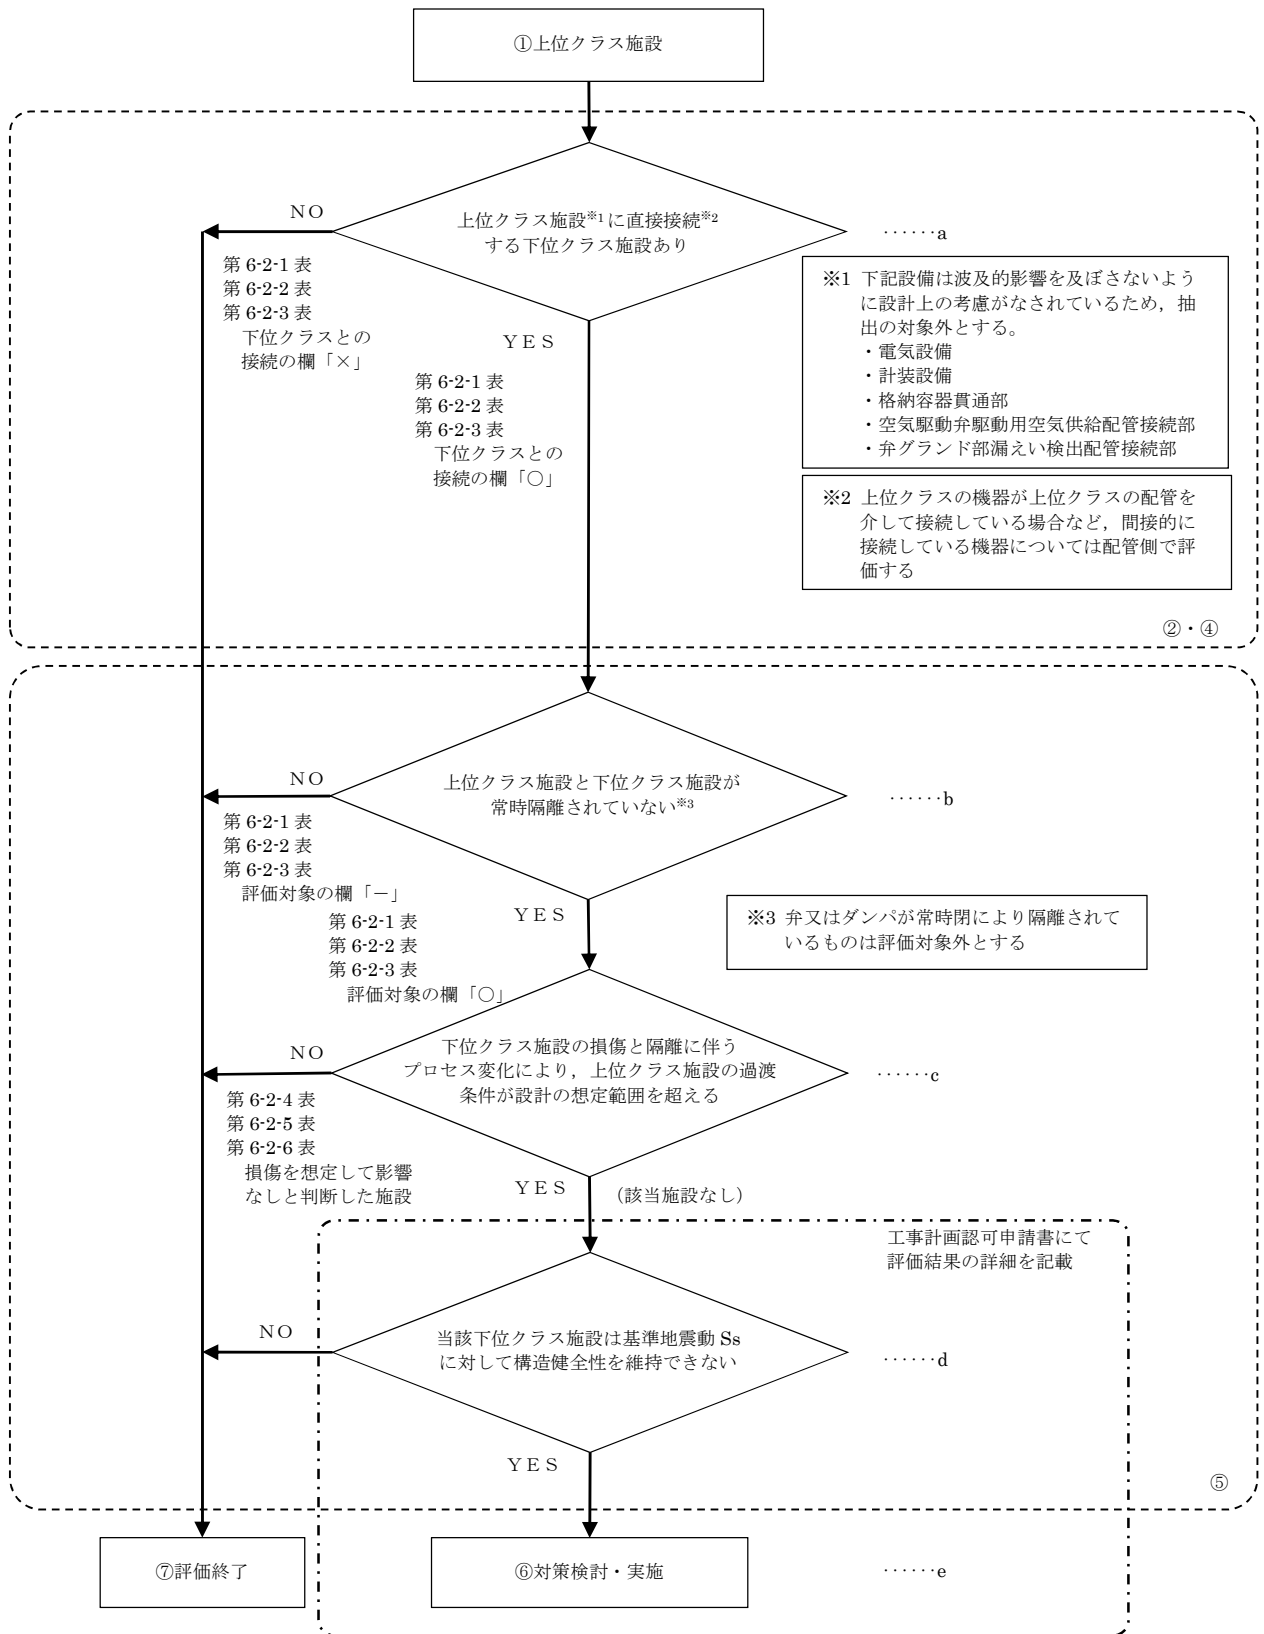 ①上位クラス施設
NO
上位クラス施設※1に直接接続※2
する下位クラス施設あり
······a
第 6-2-1 表
第 6-2-2 表
第 6-2-3 表
下位クラスとの
接続の欄「×」
YES
第 6-2-1 表
第 6-2-2 表
第 6-2-3 表
下位クラスとの
接続の欄「○」
※1 下記設備は波及的影響を及ぼさないよう
に設計上の考慮がなされているため，抽
出の対象外とする。
・電気設備
・計装設備
・格納容器貫通部
・空気駆動弁駆動用空気供給配管接続部
・弁グランド部漏えい検出配管接続部
※2 上位クラスの機器が上位クラスの配管を
介して接続している場合など，間接的に
接続している機器については配管側で評
価する
②・④
NO
上位クラス施設と下位クラス施設が
常時隔離されていない※3
······b
第 6-2-1 表
第 6-2-2 表
第 6-2-3 表
評価対象の欄「－」
YES
第 6-2-1 表
第 6-2-2 表
第 6-2-3 表
評価対象の欄「○」
※3 弁又はダンパが常時閉により隔離されて
いるものは評価対象外とする
NO
下位クラス施設の損傷と隔離に伴う
プロセス変化により，上位クラス施設の過渡
条件が設計の想定範囲を超える
······c
第 6-2-4 表
第 6-2-5 表
第 6-2-6 表
損傷を想定して影響
なしと判断した施設
YES
（該当施設なし）
工事計画認可申請書にて
評価結果の詳細を記載
NO
当該下位クラス施設は基準地震動 Ss
に対して構造健全性を維持できない
······d
YES
⑤
⑦評価終了
⑥対策検討・実施
······e